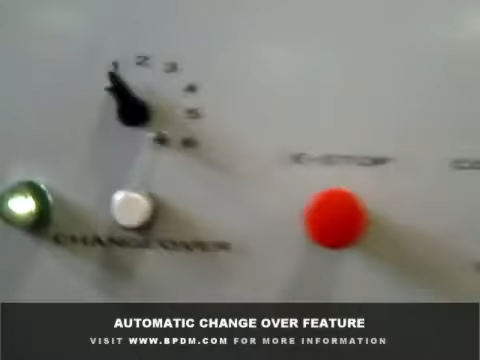 1 2 3
4
5
6
E-STOP
CHANGEOVER
AUTOMATIC CHANGE OVER FEATURE
VISIT WWW.BPDM.COM FOR MORE INFORMATION